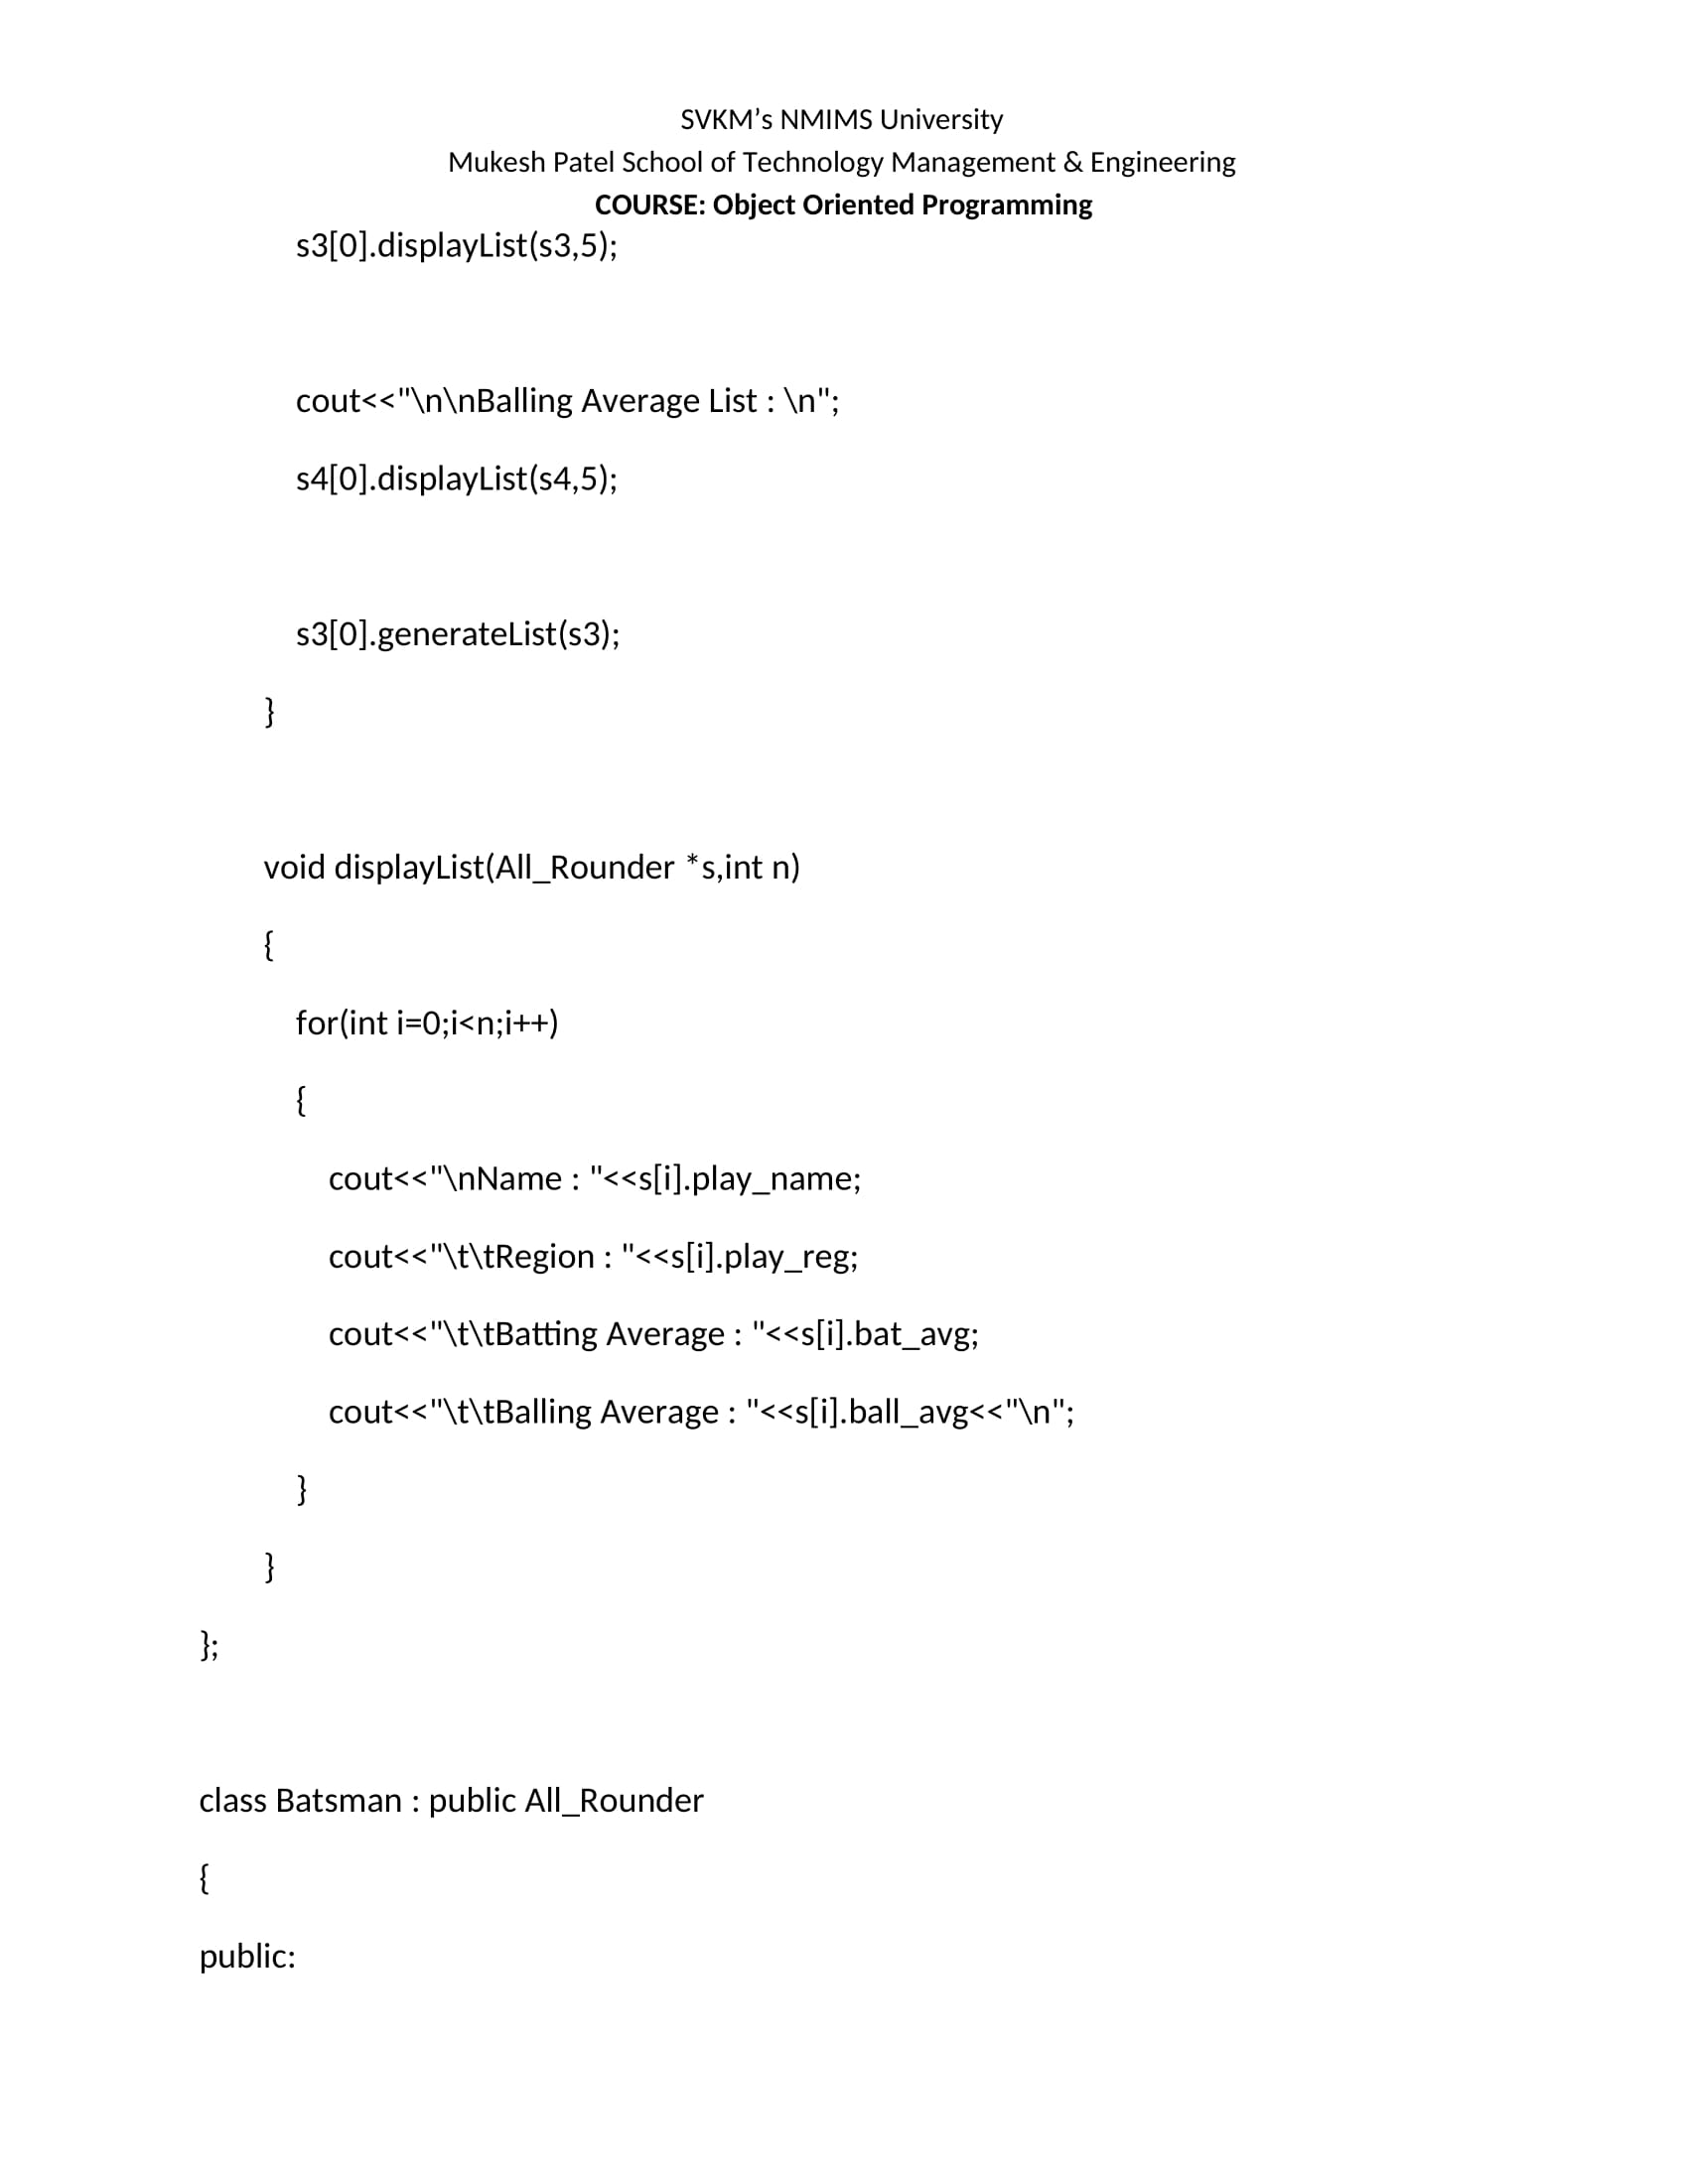 SVKM’s NMIMS University
Mukesh Patel School of Technology Management & Engineering
COURSE: Object Oriented Programming
s3[0].displayList(s3,5);
cout<<"\n\nBalling Average List : \n";
s4[0].displayList(s4,5);
s3[0].generateList(s3);
}
void displayList(All_Rounder *s,int n)
{
for(int i=0;i<n;i++)
{
cout<<"\nName : "<<s[i].play_name;
cout<<"\t\tRegion : "<<s[i].play_reg;
cout<<"\t\tBatting Average : "<<s[i].bat_avg;
cout<<"\t\tBalling Average : "<<s[i].ball_avg<<"\n";
}
}
};
class Batsman : public All_Rounder
{
public: